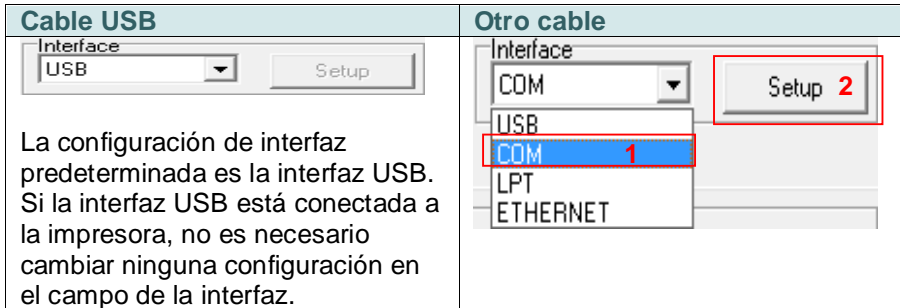 Cable USB
Interface
USB
Setup
La configuración de interfaz
predeterminada es la interfaz USB.
Si la interfaz USB está conectada a
la impresora, no es necesario
cambiar ninguna configuración en
el campo de la interfaz.
Otro cable
Interface
COM
Setup 2
USB
COM 1
LPT
ETHERNET